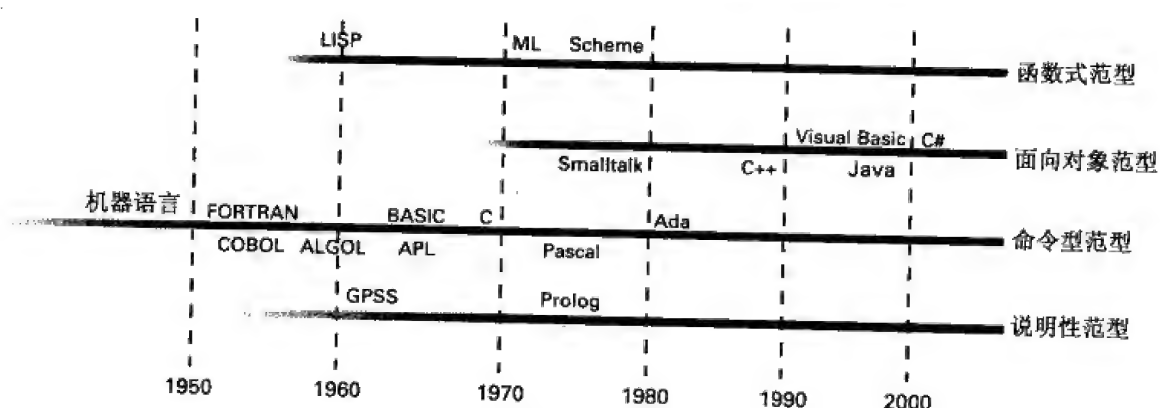 LISP ML Scheme
函数式范型
Visual Basic C#
面向对象范型
Smalltalk C++ Java
机器语言 FORTRAN BASIC C Ada
命令型范型
COBOL ALGOL APL Pascal
GPSS Prolog
说明性范型
1950 1960 1970 1980 1990 2000